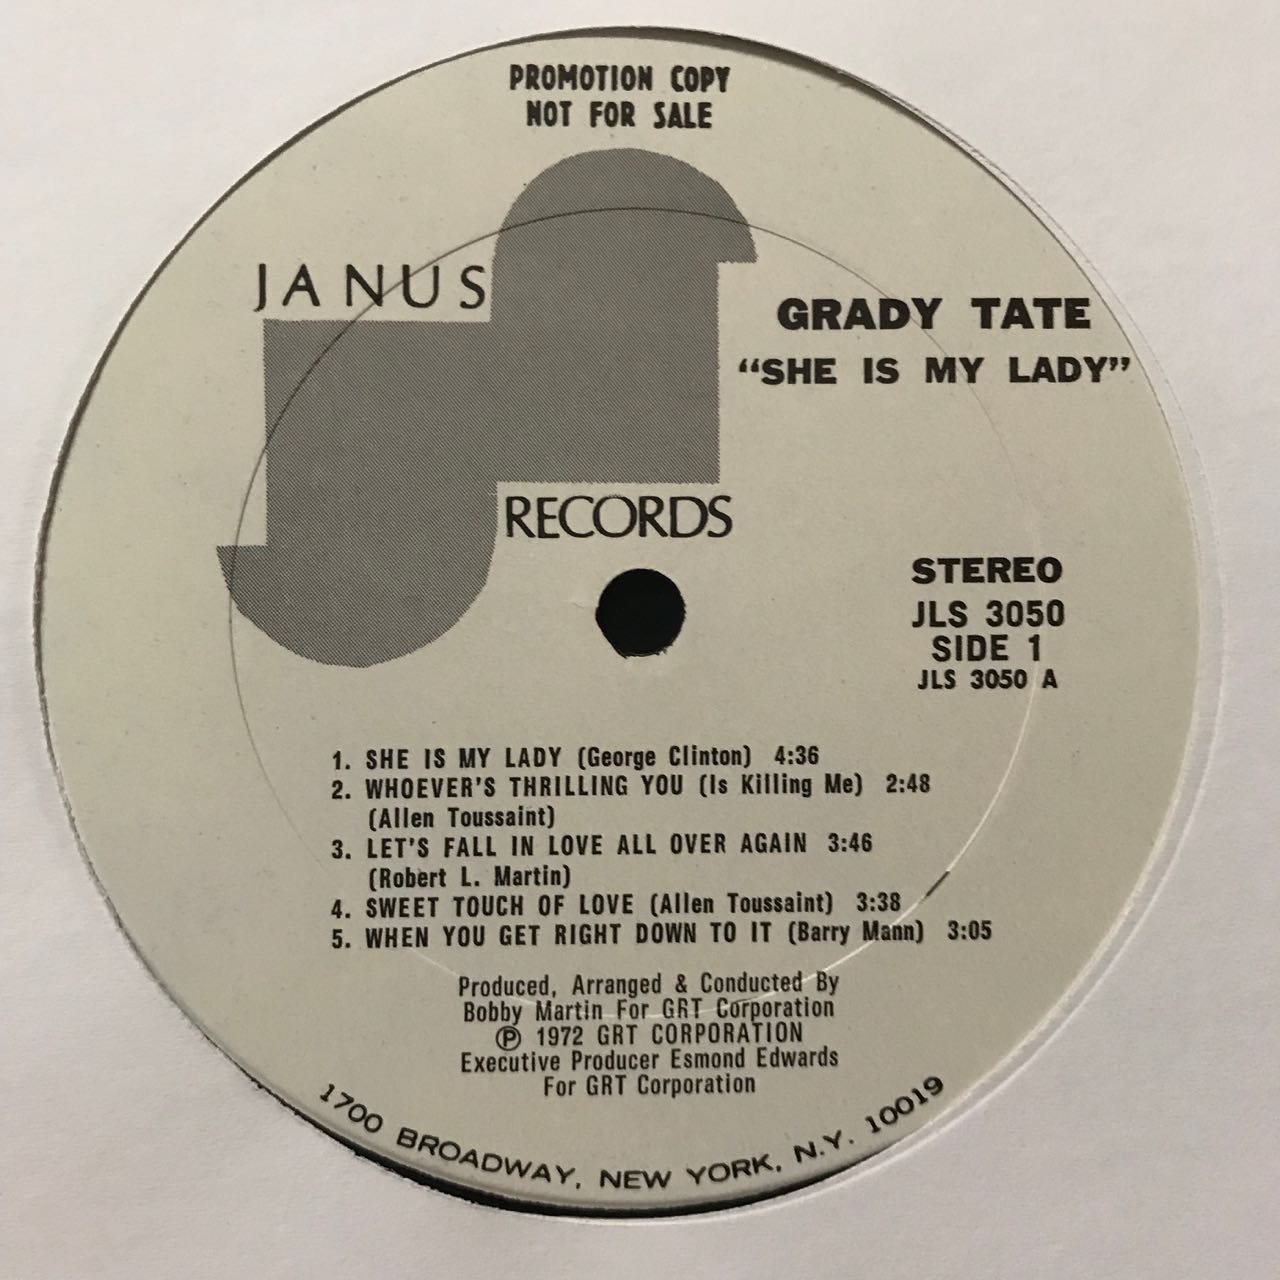 PROMOTION COPY
NOT FOR SALE
JANUS
RECORDS
GRADY TATE
“SHE IS MY LADY”
STEREO
JLS 3050
SIDE 1
JLS 3050 A
1. SHE IS MY LADY (George Clinton) 4:36
2. WHOEVER'S THRILLING YOU (Is Killing Me) 2:48
(Allen Toussaint)
3. LET'S FALL IN LOVE ALL OVER AGAIN 3:46
(Robert L. Martin)
4. SWEET TOUCH OF LOVE (Allen Toussaint) 3:38
5. WHEN YOU GET RIGHT DOWN TO IT (Barry Mann) 3:05
Produced, Arranged & Conducted By
Bobby Martin For GRT Corporation
℗ 1972 GRT CORPORATION
Executive Producer Esmond Edwards
For GRT Corporation
1700 BROADWAY, NEW YORK, N.Y. 10019